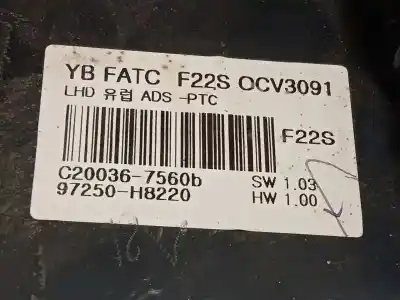 YB FATC F22S OCV3091
LHD 유럽 ADS -PTC
F22S
C20036-7560b SW 1.03
97250-H8220 HW 1.00